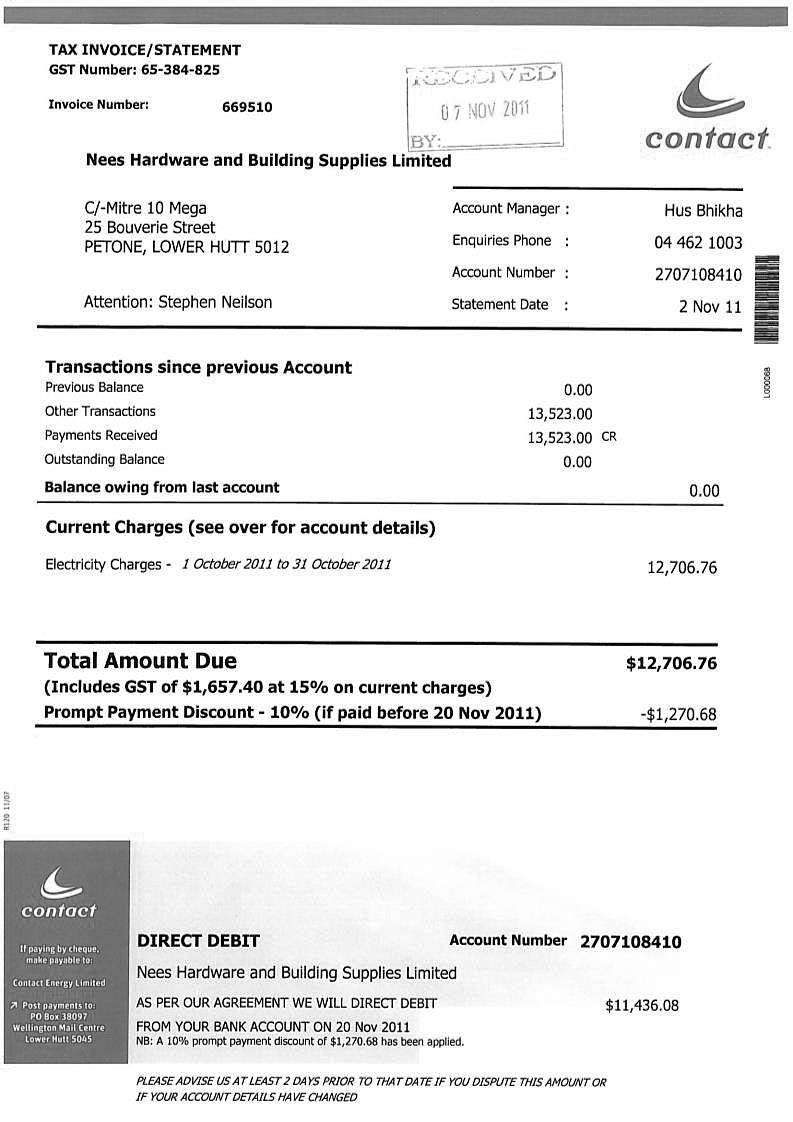 TAX INVOICE/STATEMENT
GST Number: 65-384-825
Invoice Number: 669510
RECEIVED
07 NOV 2011
BY:
contact
Nees Hardware and Building Supplies Limited
C/-Mitre 10 Mega
25 Bouverie Street
PETONE, LOWER HUTT 5012
Attention: Stephen Neilson
Account Manager : Hus Bhikha
Enquiries Phone : 04 462 1003
Account Number : 2707108410
Statement Date : 2 Nov 11
LG00068
Transactions since previous Account
Previous Balance 0.00
Other Transactions 13,523.00
Payments Received 13,523.00 CR
Outstanding Balance 0.00
Balance owing from last account 0.00
Current Charges (see over for account details)
Electricity Charges - 1 October 2011 to 31 October 2011 12,706.76
Total Amount Due $12,706.76
(Includes GST of $1,657.40 at 15% on current charges)
Prompt Payment Discount - 10% (if paid before 20 Nov 2011) -$1,270.68
R120 11/07
contact
If paying by cheque,
make payable to:
Contact Energy Limited
Post payments to:
PO Box 38097
Wellington Mail Centre
Lower Hutt 5045
DIRECT DEBIT Account Number 2707108410
Nees Hardware and Building Supplies Limited
AS PER OUR AGREEMENT WE WILL DIRECT DEBIT $11,436.08
FROM YOUR BANK ACCOUNT ON 20 Nov 2011
NB: A 10% prompt payment discount of $1,270.68 has been applied.
PLEASE ADVISE US AT LEAST 2 DAYS PRIOR TO THAT DATE IF YOU DISPUTE THIS AMOUNT OR
IF YOUR ACCOUNT DETAILS HAVE CHANGED